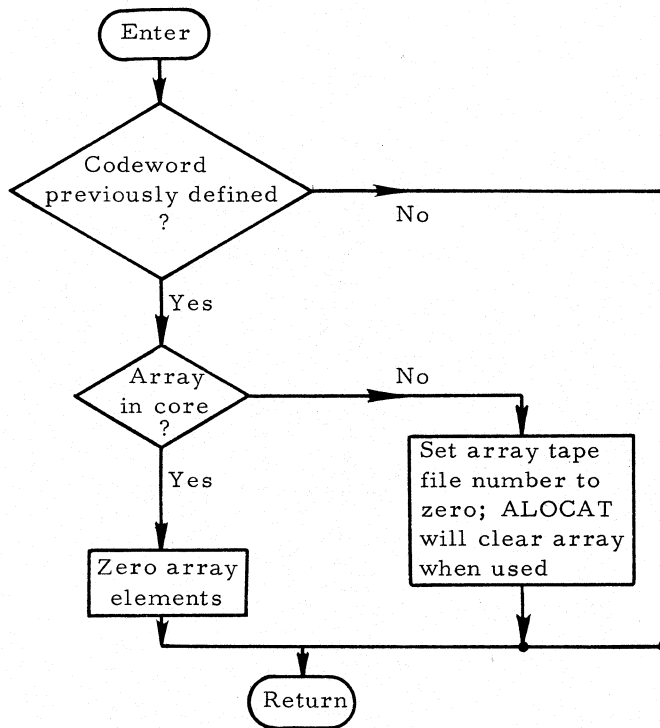 Enter
Codeword
previously defined
?
No
Yes
Array
in core
?
No
Yes
Set array tape
file number to
zero; ALOCAT
will clear array
when used
Zero array
elements
Return